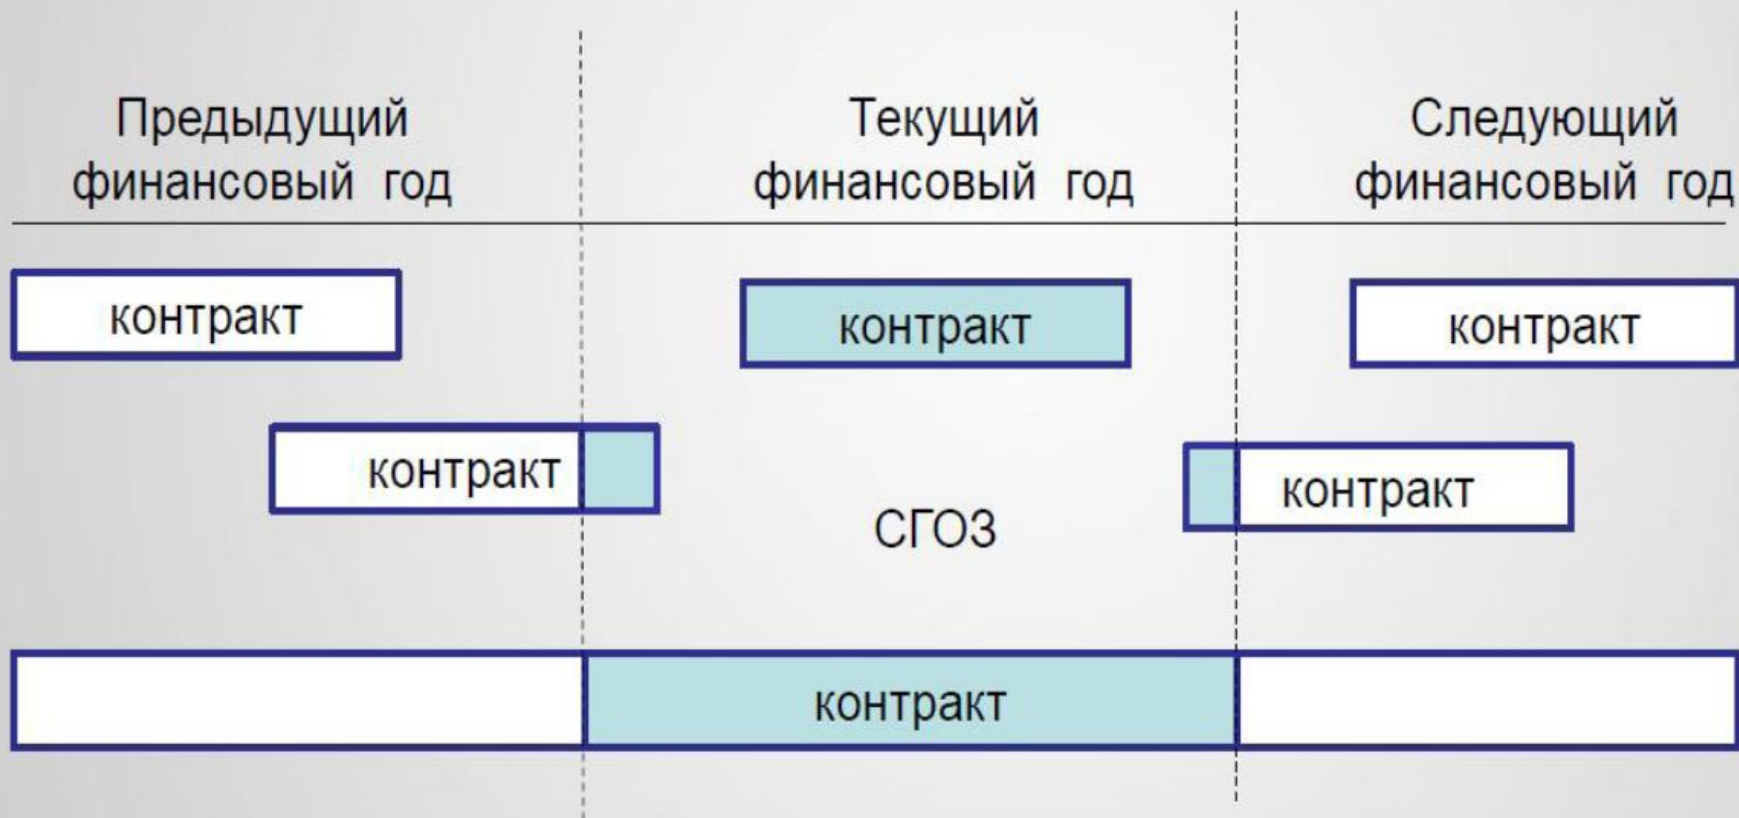 Предыдущий
финансовый год
Текущий
финансовый год
Следующий
финансовый год
контракт
контракт
контракт
контракт
контракт
СГОЗ
контракт